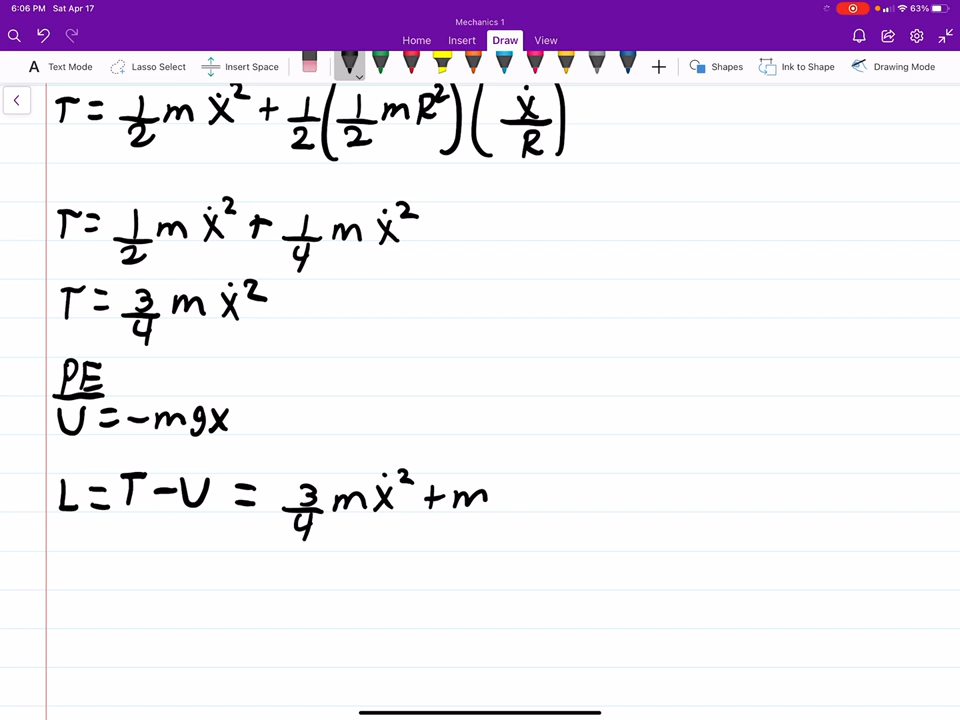 6:06 PM Sat Apr 17
63%
Mechanics 1
Home Insert Draw View
A Text Mode Lasso Select Insert Space Shapes Ink to Shape Drawing Mode
T = 1/2 m ẋ² + 1/2 (1/2 m R²) (ẋ/R)
T = 1/2 m ẋ² + 1/4 m ẋ²
T = 3/4 m ẋ²
PE
U = -mgx
L = T - U = 3/4 m ẋ² + m